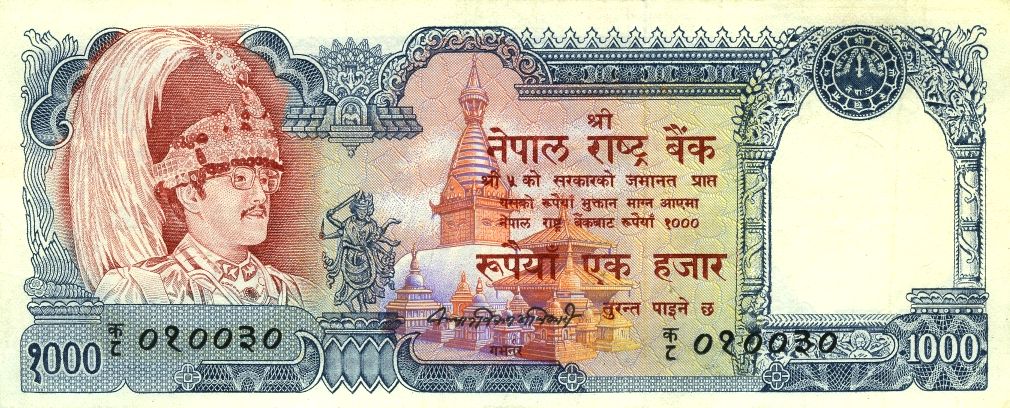 श्री
नेपाल राष्ट्र बैंक
श्री ५ को सरकारको जमानत प्राप्त
यसको रूपैयाँ भुक्तान माग्न आएमा
नेपाल राष्ट्र बैंकबाट रूपैयाँ १०००
रूपैयाँ एक हजार
तुरुन्त पाइने छ
गभर्नर
क/८ ०१००३०
क/८ ०१००३०
१०००
1000